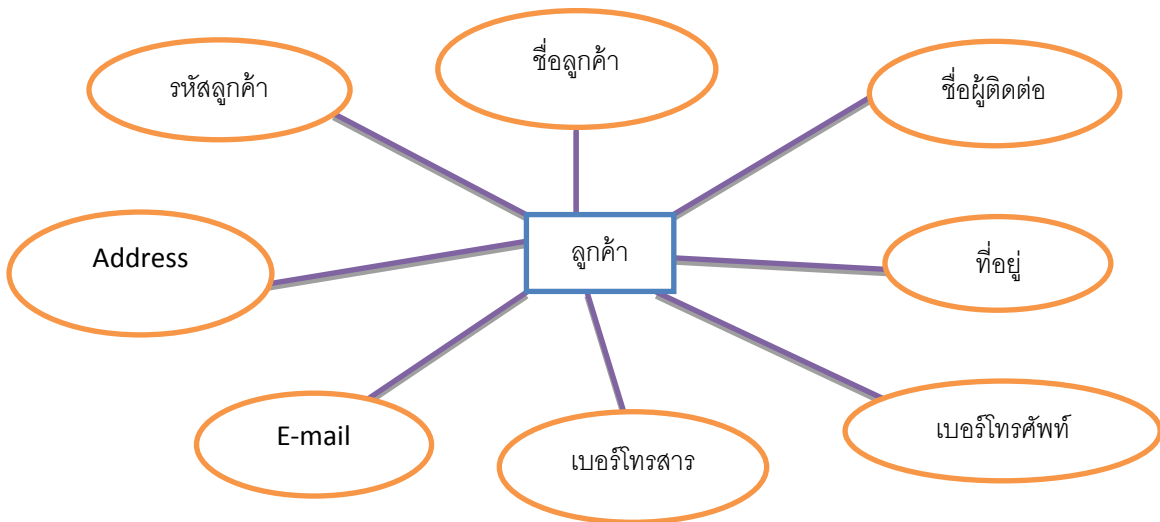 ชื่อลูกค้า
รหัสลูกค้า
ชื่อผู้ติดต่อ
Address
ลูกค้า
ที่อยู่
E-mail
เบอร์โทรสาร
เบอร์โทรศัพท์